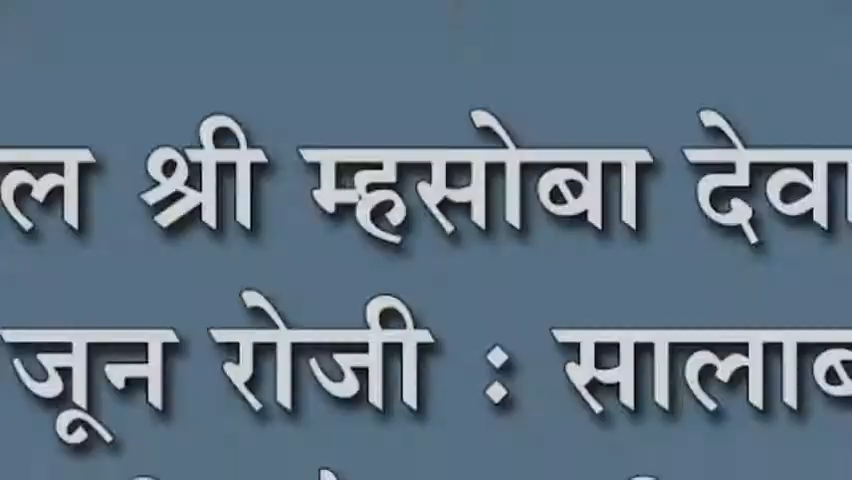 ल श्री म्हसोबा देवा
जून रोजी : सालाब